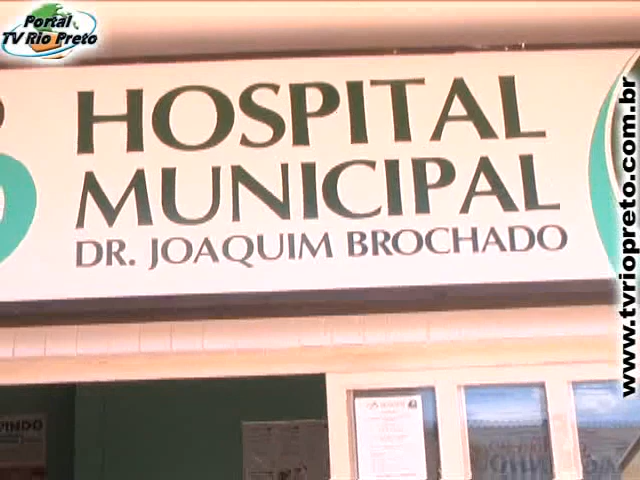 Portal
TV Rio Preto
HOSPITAL
MUNICIPAL
DR. JOAQUIM BROCHADO
www.tvriopreto.com.br